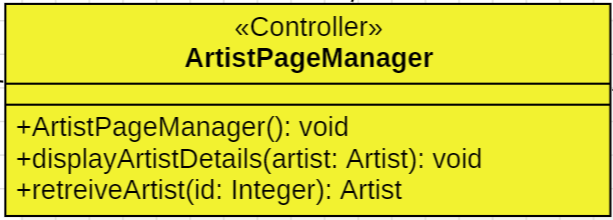 «Controller»
ArtistPageManager
+ArtistPageManager(): void
+displayArtistDetails(artist: Artist): void
+retreiveArtist(id: Integer): Artist